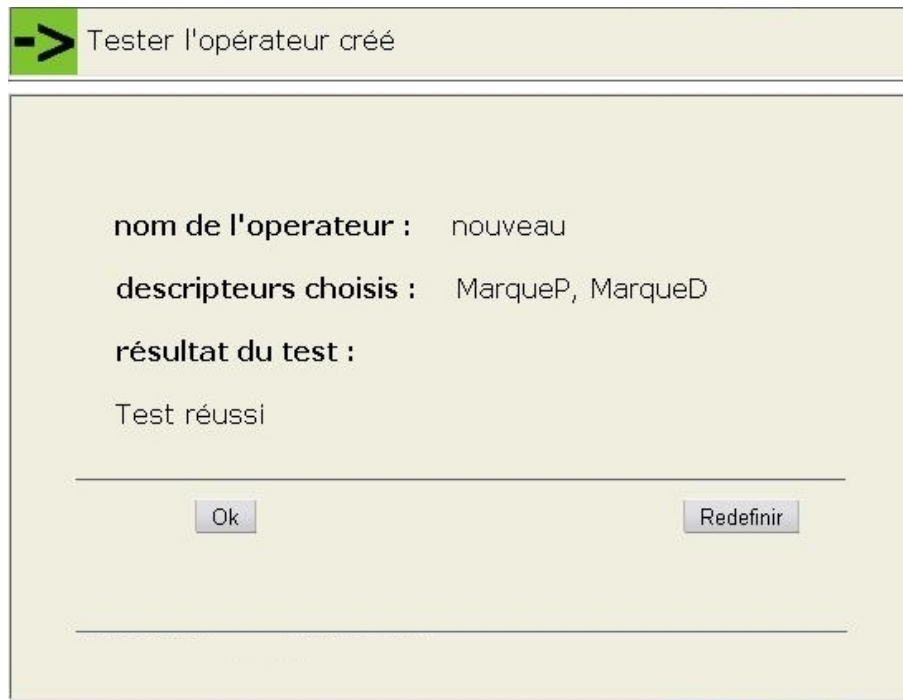 -> Tester l'opérateur créé
nom de l'operateur : nouveau
descripteurs choisis : MarqueP, MarqueD
résultat du test :
Test réussi
Ok Redefinir